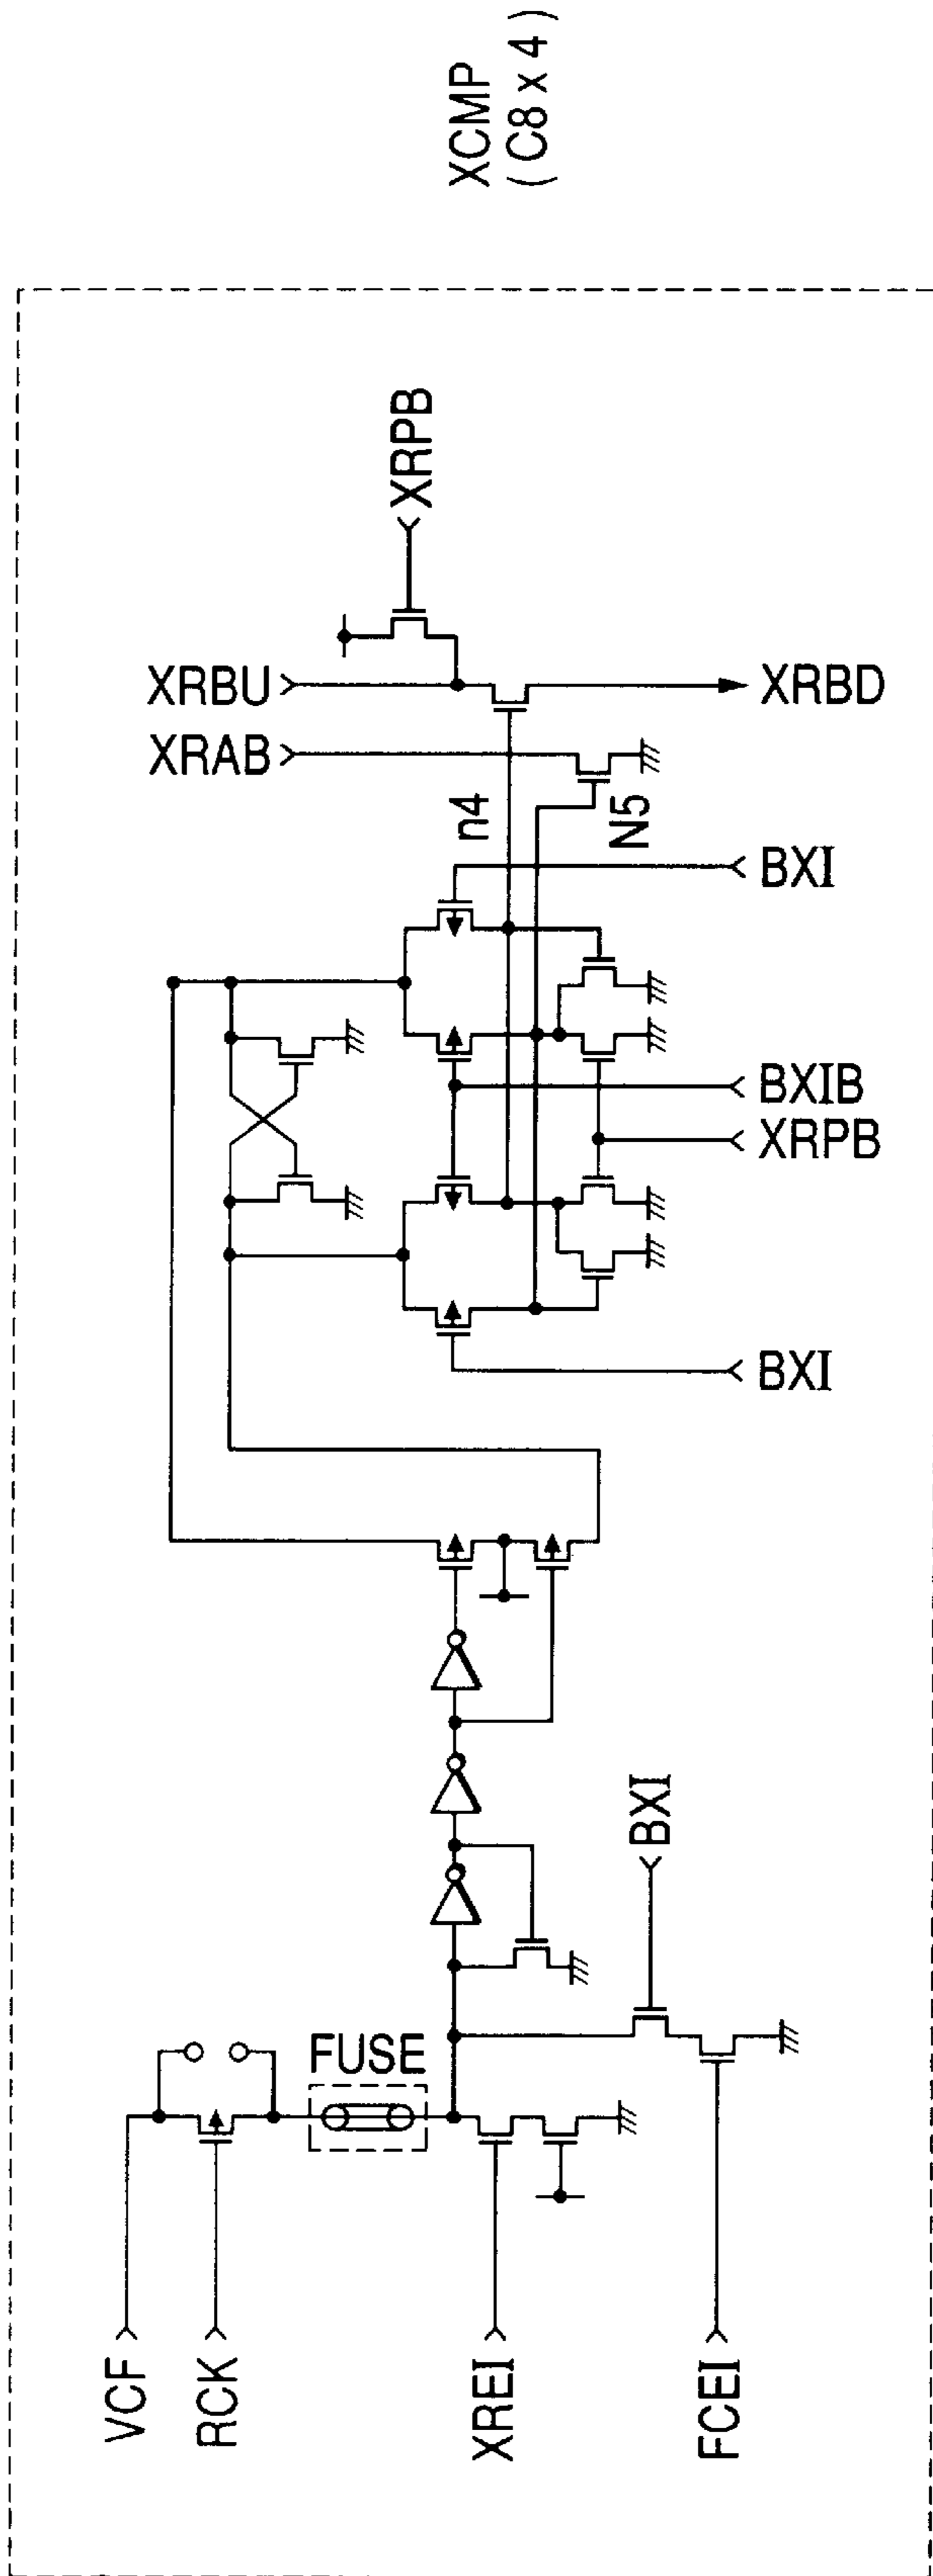 XCMP
( C8 x 4 )
XRPB
XRBU
XRBD
XRAB
n4
N5
BXI
BXIB
XRPB
BXI
BXI
FUSE
VCF
RCK
XREI
FCEI